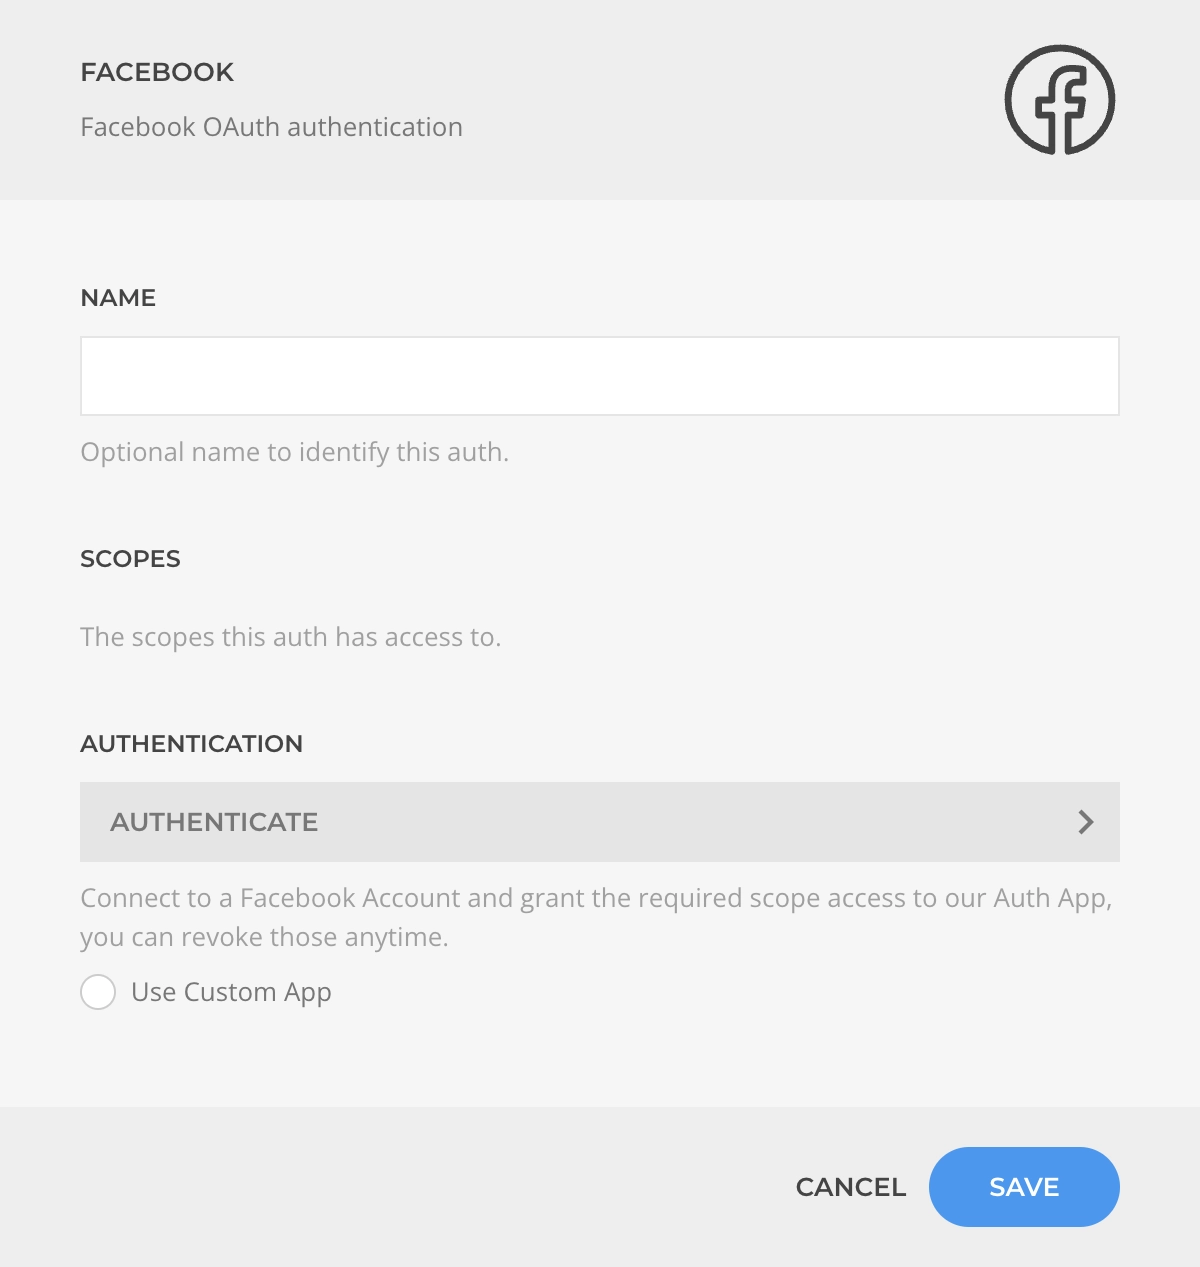 FACEBOOK
Facebook OAuth authentication
NAME
Optional name to identify this auth.
SCOPES
The scopes this auth has access to.
AUTHENTICATION
AUTHENTICATE
Connect to a Facebook Account and grant the required scope access to our Auth App,
you can revoke those anytime.
Use Custom App
CANCEL
SAVE